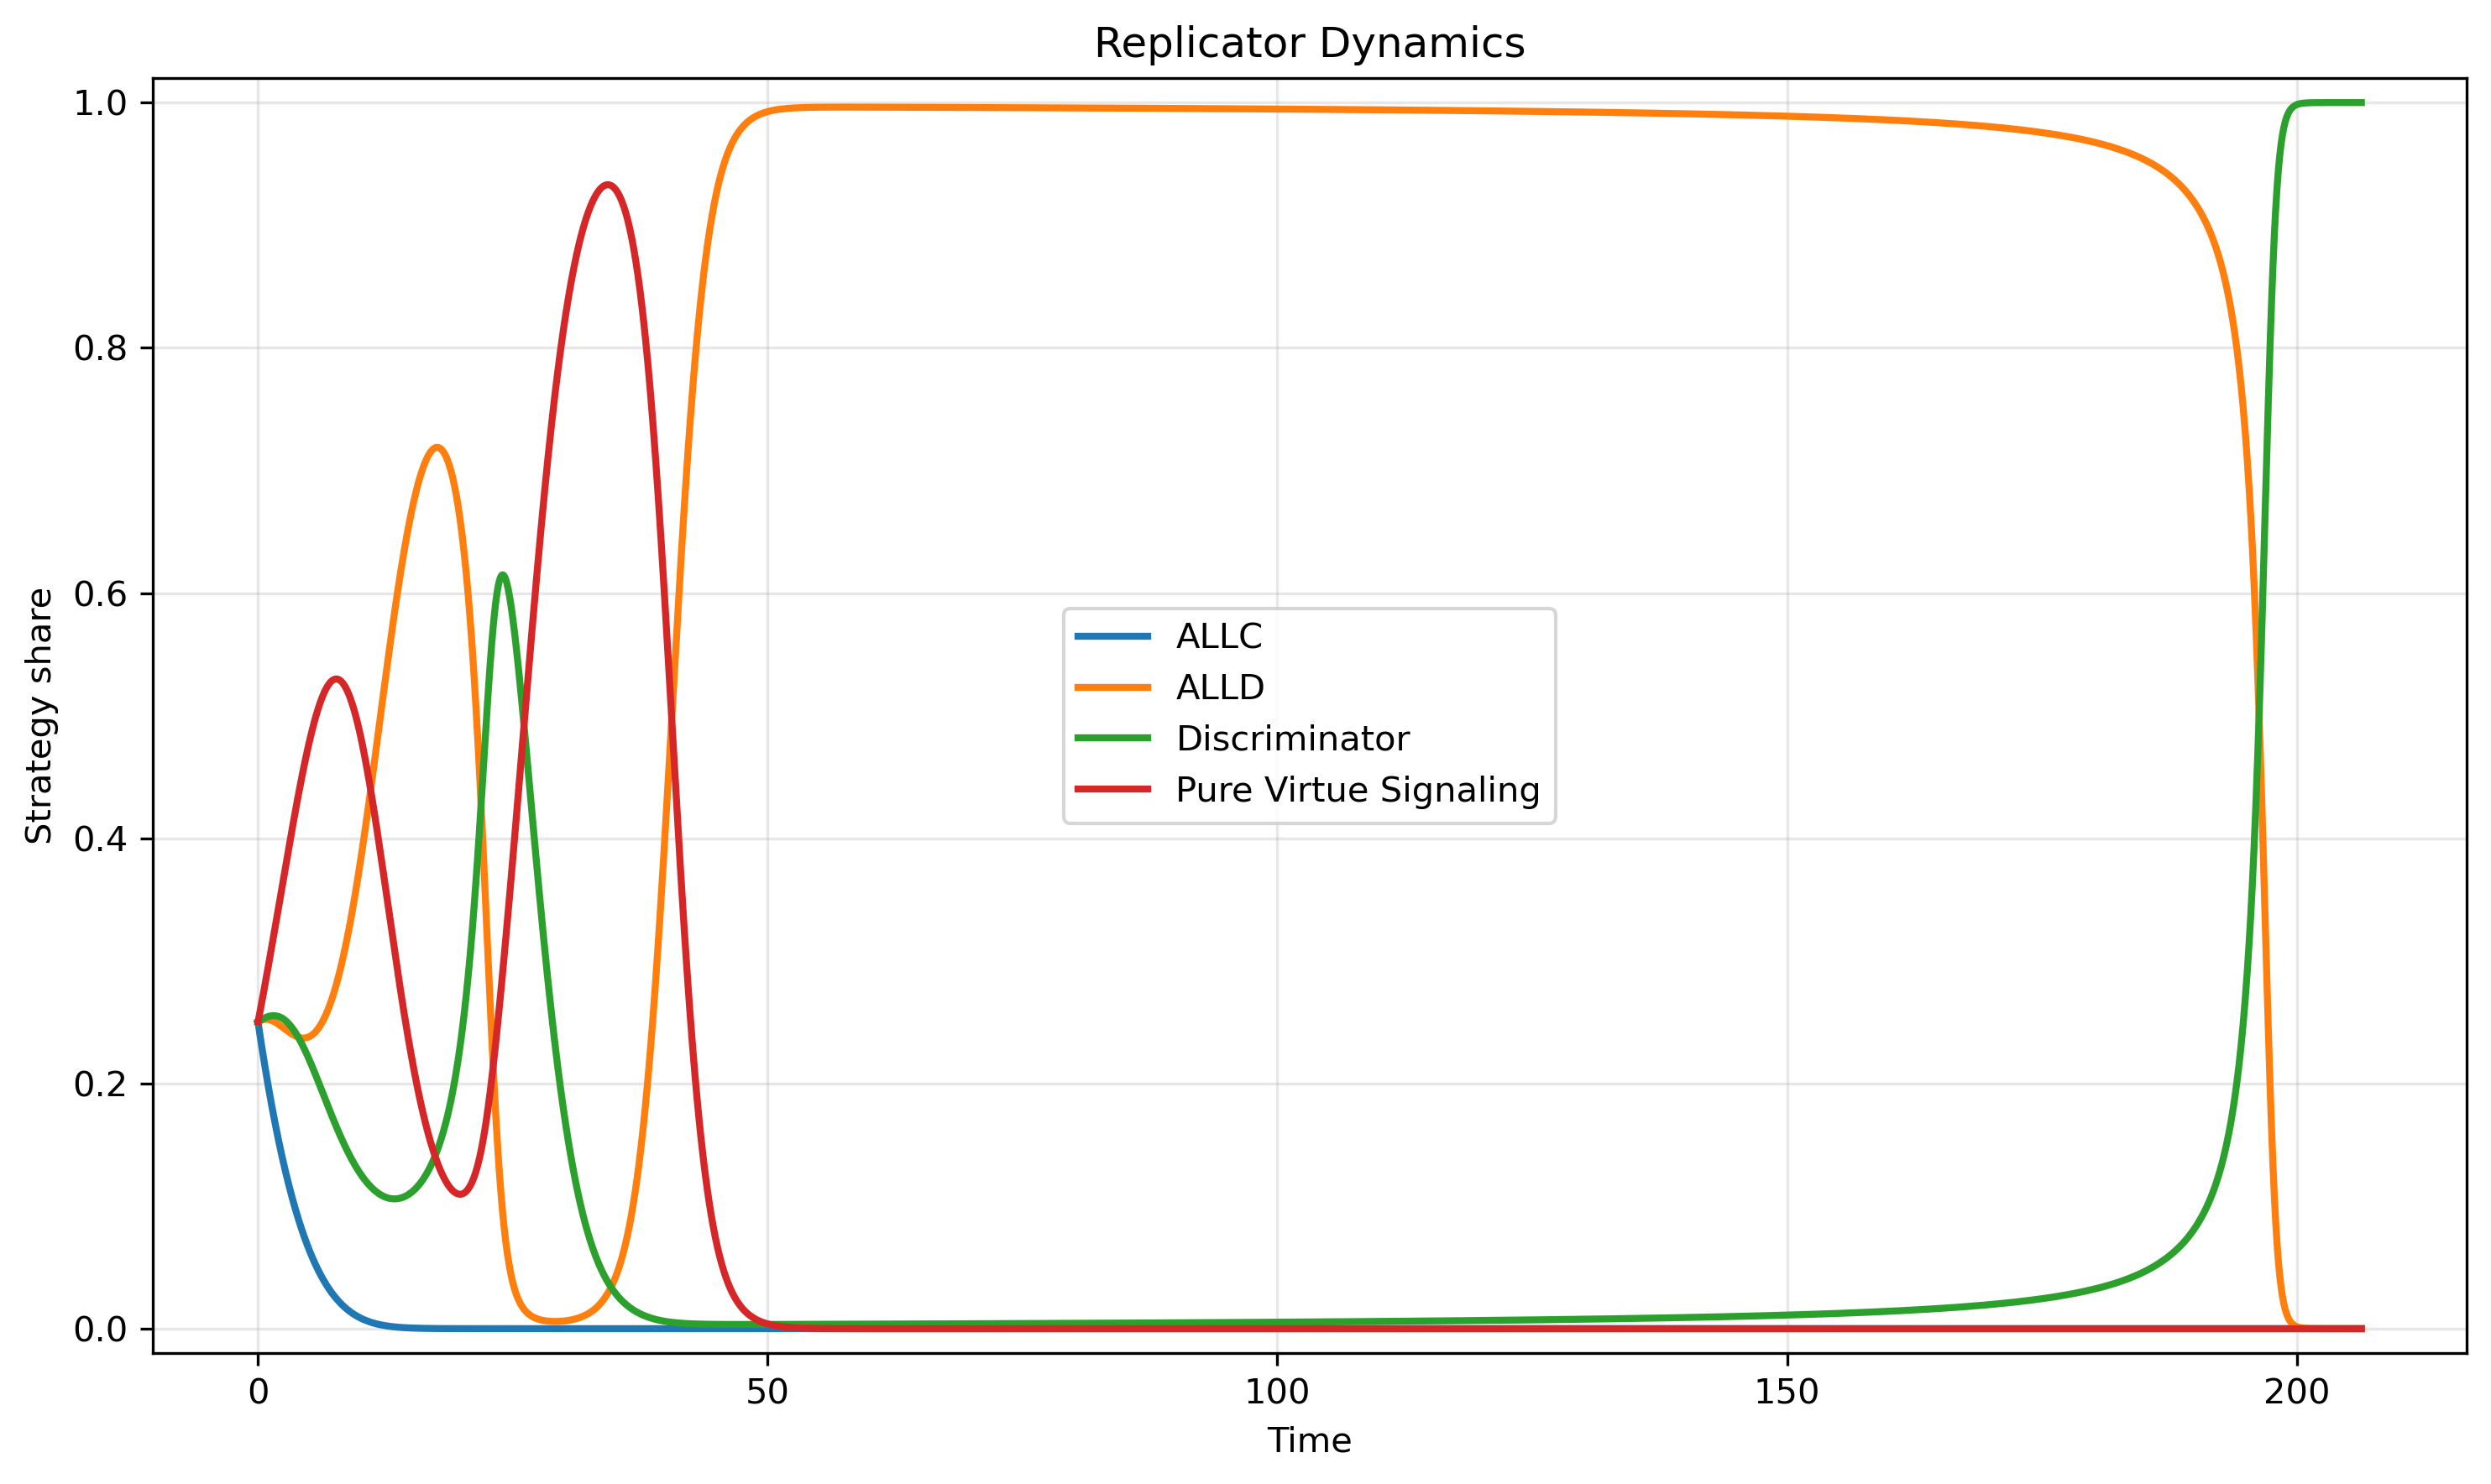 Replicator Dynamics
Strategy share
1.0
0.8
0.6
0.4
0.2
0.0
ALLC
ALLD
Discriminator
Pure Virtue Signaling
0 50 100 150 200
Time